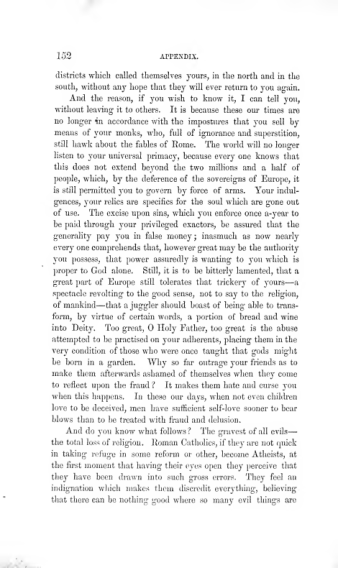 152 APPENDIX.
districts which called themselves yours, in the north and in the
south, without any hope that they will ever return to you again.
And the reason, if you wish to know it, I can tell you,
without leaving it to others. It is because these our times are
no longer in accordance with the impostures that you sell by
means of your monks, who, full of ignorance and superstition,
still hawk about the fables of Rome. The world will no longer
listen to your universal primacy, because every one knows that
this does not extend beyond the two millions and a half of
people, which, by the deference of the sovereigns of Europe, it
is still permitted you to govern by force of arms. Your indul-
gences, your relics are specifics for the soul which are gone out
of use. The excise upon sins, which you enforce once a-year to
be paid through your privileged exactors, be assured that the
generality pay you in false money; inasmuch as now nearly
every one comprehends that, however great may be the authority
you possess, that power assuredly is wanting to you which is
proper to God alone. Still, it is to be bitterly lamented, that a
great part of Europe still tolerates that trickery of yours—a
spectacle revolting to the good sense, not to say to the religion,
of mankind—that a juggler should boast of being able to trans-
form, by virtue of certain words, a portion of bread and wine
into Deity. Too great, O Holy Father, too great is the abuse
attempted to be practised on your adherents, placing them in the
very condition of those who were once taught that gods might
be born in a garden. Why so far outrage your friends as to
make them afterwards ashamed of themselves when they come
to reflect upon the fraud? It makes them hate and curse you
when this happens. In these our days, when not even children
love to be deceived, men have sufficient self-love sooner to bear
blows than to be treated with fraud and delusion.
And do you know what follows? The gravest of all evils—
the total loss of religion. Roman Catholics, if they are not quick
in taking refuge in some reform or other, become Atheists, at
the first moment that having their eyes open they perceive that
they have been drawn into such gross errors. They feel an
indignation which makes them discredit everything, believing
that there can be nothing good where so many evil things are